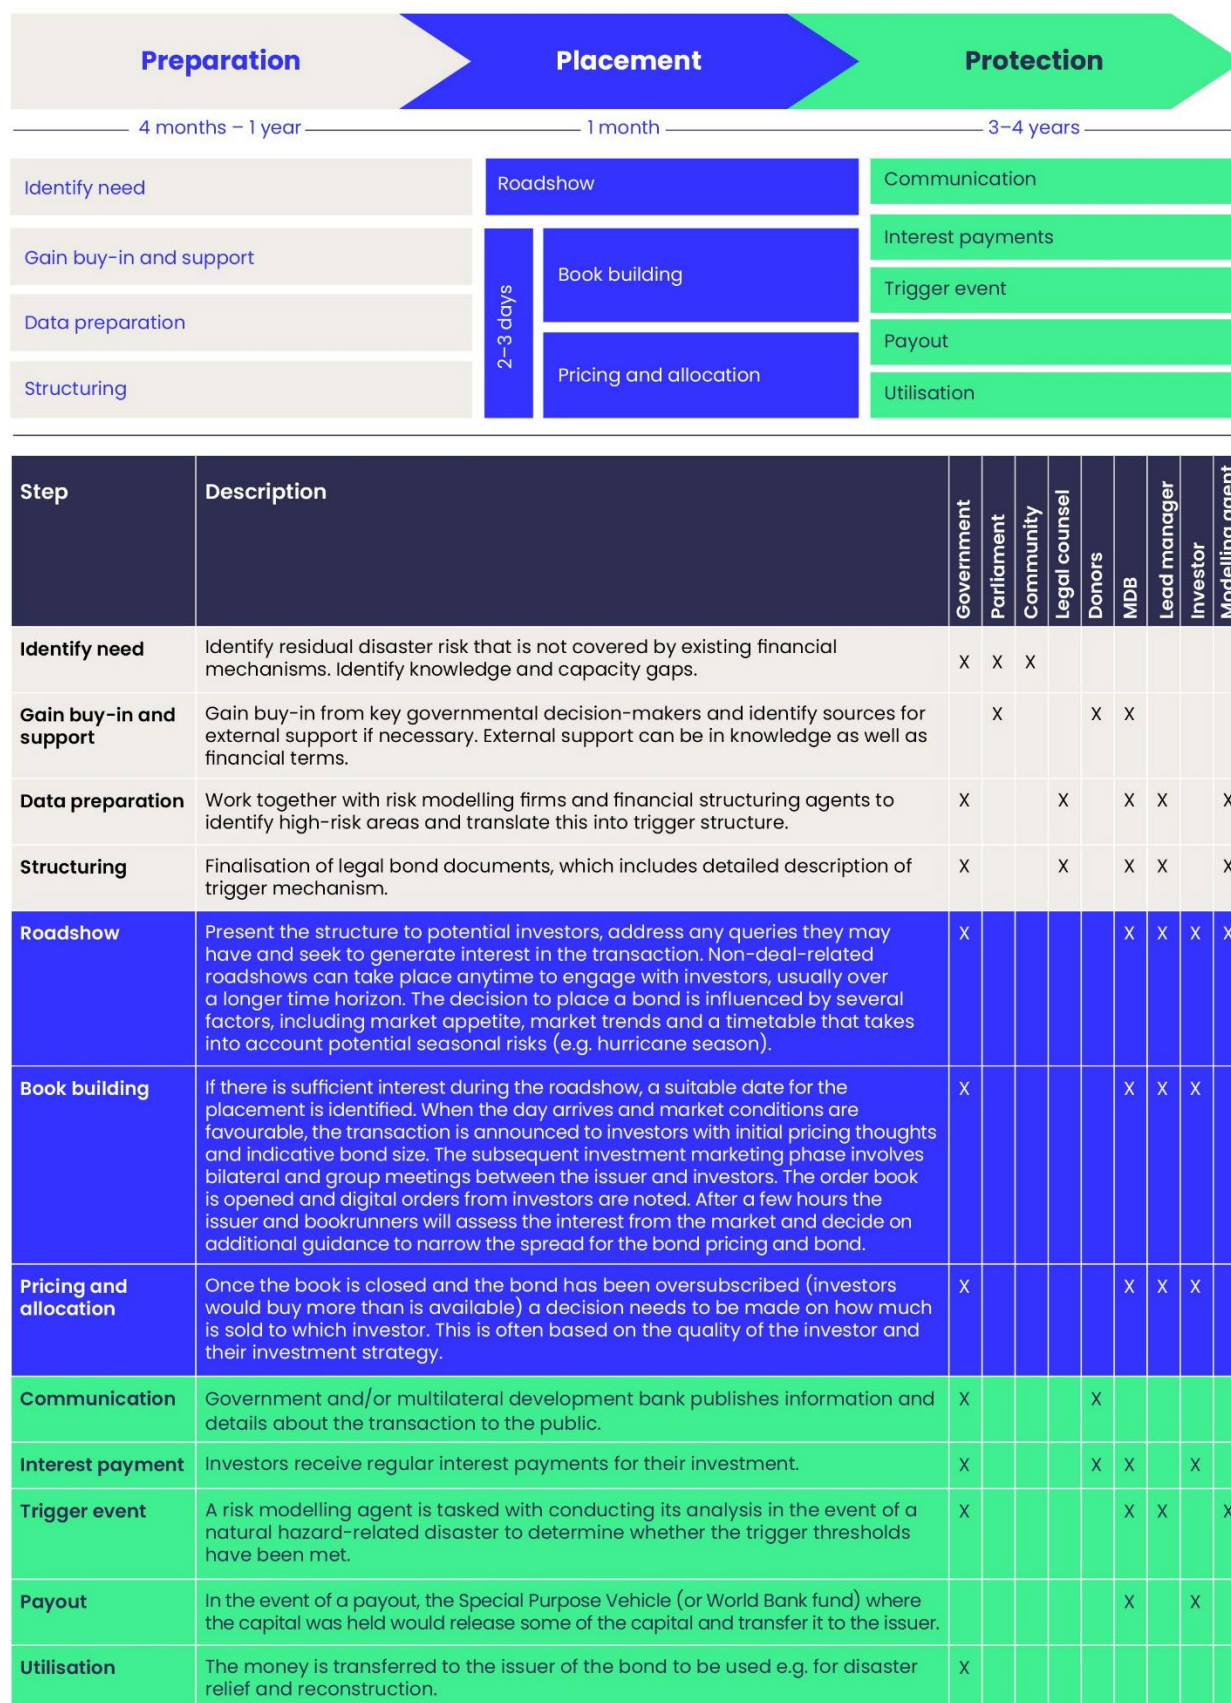 Preparation
Placement
Protection
4 months – 1 year
1 month
3–4 years
Identify need
Gain buy-in and support
Data preparation
Structuring
Roadshow
2–3 days
Book building
Pricing and allocation
Communication
Interest payments
Trigger event
Payout
Utilisation
Step
Description
Government
Parliament
Community
Legal counsel
Donors
MDB
Lead manager
Investor
Modelling agent
Identify need
Identify residual disaster risk that is not covered by existing financial
mechanisms. Identify knowledge and capacity gaps.
X X X
Gain buy-in and
support
Gain buy-in from key governmental decision-makers and identify sources for
external support if necessary. External support can be in knowledge as well as
financial terms.
X X X
Data preparation
Work together with risk modelling firms and financial structuring agents to
identify high-risk areas and translate this into trigger structure.
X X X X X
Structuring
Finalisation of legal bond documents, which includes detailed description of
trigger mechanism.
X X X X X
Roadshow
Present the structure to potential investors, address any queries they may
have and seek to generate interest in the transaction. Non-deal-related
roadshows can take place anytime to engage with investors, usually over
a longer time horizon. The decision to place a bond is influenced by several
factors, including market appetite, market trends and a timetable that takes
into account potential seasonal risks (e.g. hurricane season).
X X X X X
Book building
If there is sufficient interest during the roadshow, a suitable date for the
placement is identified. When the day arrives and market conditions are
favourable, the transaction is announced to investors with initial pricing thoughts
and indicative bond size. The subsequent investment marketing phase involves
bilateral and group meetings between the issuer and investors. The order book
is opened and digital orders from investors are noted. After a few hours the
issuer and bookrunners will assess the interest from the market and decide on
additional guidance to narrow the spread for the bond pricing and bond.
X X X X
Pricing and
allocation
Once the book is closed and the bond has been oversubscribed (investors
would buy more than is available) a decision needs to be made on how much
is sold to which investor. This is often based on the quality of the investor and
their investment strategy.
X X X X
Communication
Government and/or multilateral development bank publishes information and
details about the transaction to the public.
X X
Interest payment
Investors receive regular interest payments for their investment.
X X X X
Trigger event
A risk modelling agent is tasked with conducting its analysis in the event of a
natural hazard-related disaster to determine whether the trigger thresholds
have been met.
X X X X
Payout
In the event of a payout, the Special Purpose Vehicle (or World Bank fund) where
the capital was held would release some of the capital and transfer it to the issuer.
X X
Utilisation
The money is transferred to the issuer of the bond to be used e.g. for disaster
relief and reconstruction.
X